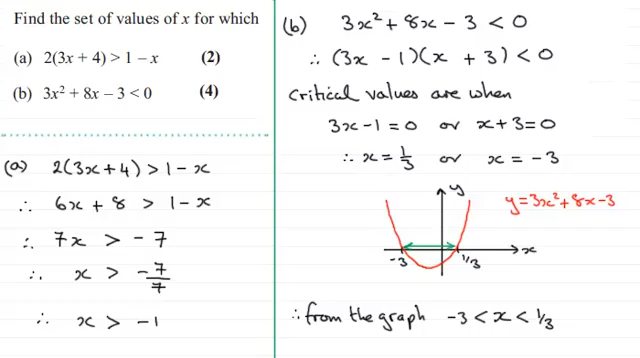 Find the set of values of x for which
(a) 2(3x + 4) > 1 – x (2)
(b) 3x² + 8x – 3 < 0 (4)
(a) 2(3x+4) > 1 - x
∴ 6x + 8 > 1 - x
∴ 7x > - 7
∴ x > -7/7
∴ x > -1
(b) 3x² + 8x - 3 < 0
∴ (3x - 1)(x + 3) < 0
Critical values are when
3x - 1 = 0 or x + 3 = 0
∴ x = 1/3 or x = -3
y
y = 3x² + 8x - 3
-3 1/3 x
∴ from the graph -3 < x < 1/3